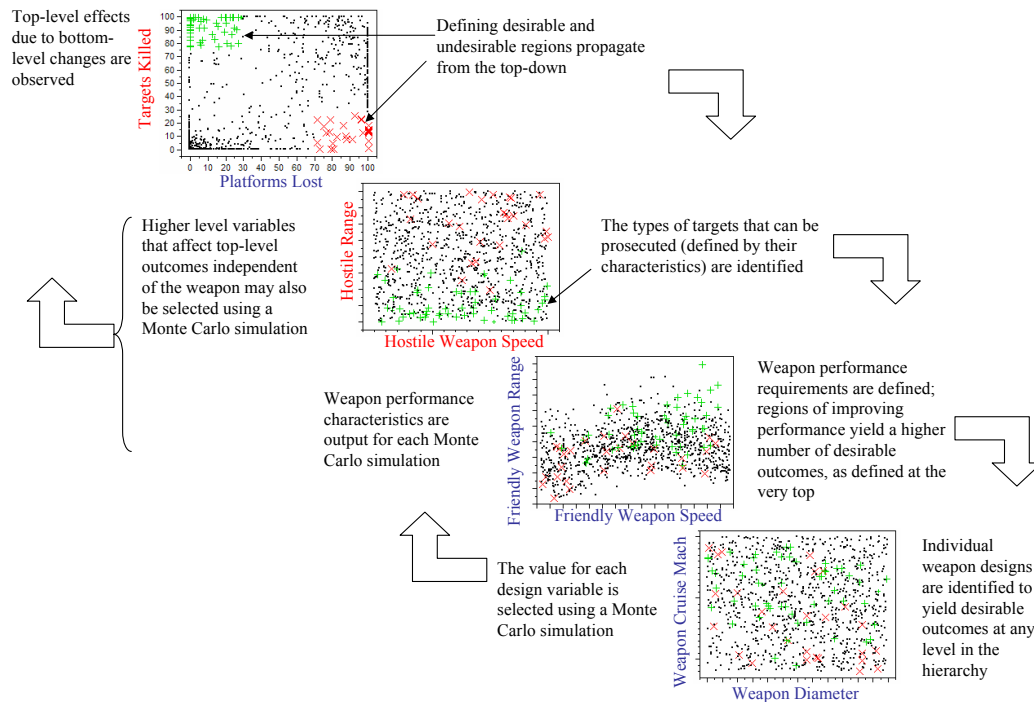 Top-level effects
due to bottom-
level changes are
observed
Targets Killed
100
90
80
70
60
50
40
30
20
10
0
0 10 20 30 40 50 60 70 80 90 100
Platforms Lost
Defining desirable and
undesirable regions propagate
from the top-down
Higher level variables
that affect top-level
outcomes independent
of the weapon may also
be selected using a
Monte Carlo simulation
Hostile Range
Hostile Weapon Speed
The types of targets that can be
prosecuted (defined by their
characteristics) are identified
Weapon performance
characteristics are
output for each Monte
Carlo simulation
Friendly Weapon Range
Friendly Weapon Speed
Weapon performance
requirements are defined;
regions of improving
performance yield a higher
number of desirable
outcomes, as defined at the
very top
The value for each
design variable is
selected using a Monte
Carlo simulation
Weapon Cruise Mach
Weapon Diameter
Individual
weapon designs
are identified to
yield desirable
outcomes at any
level in the
hierarchy